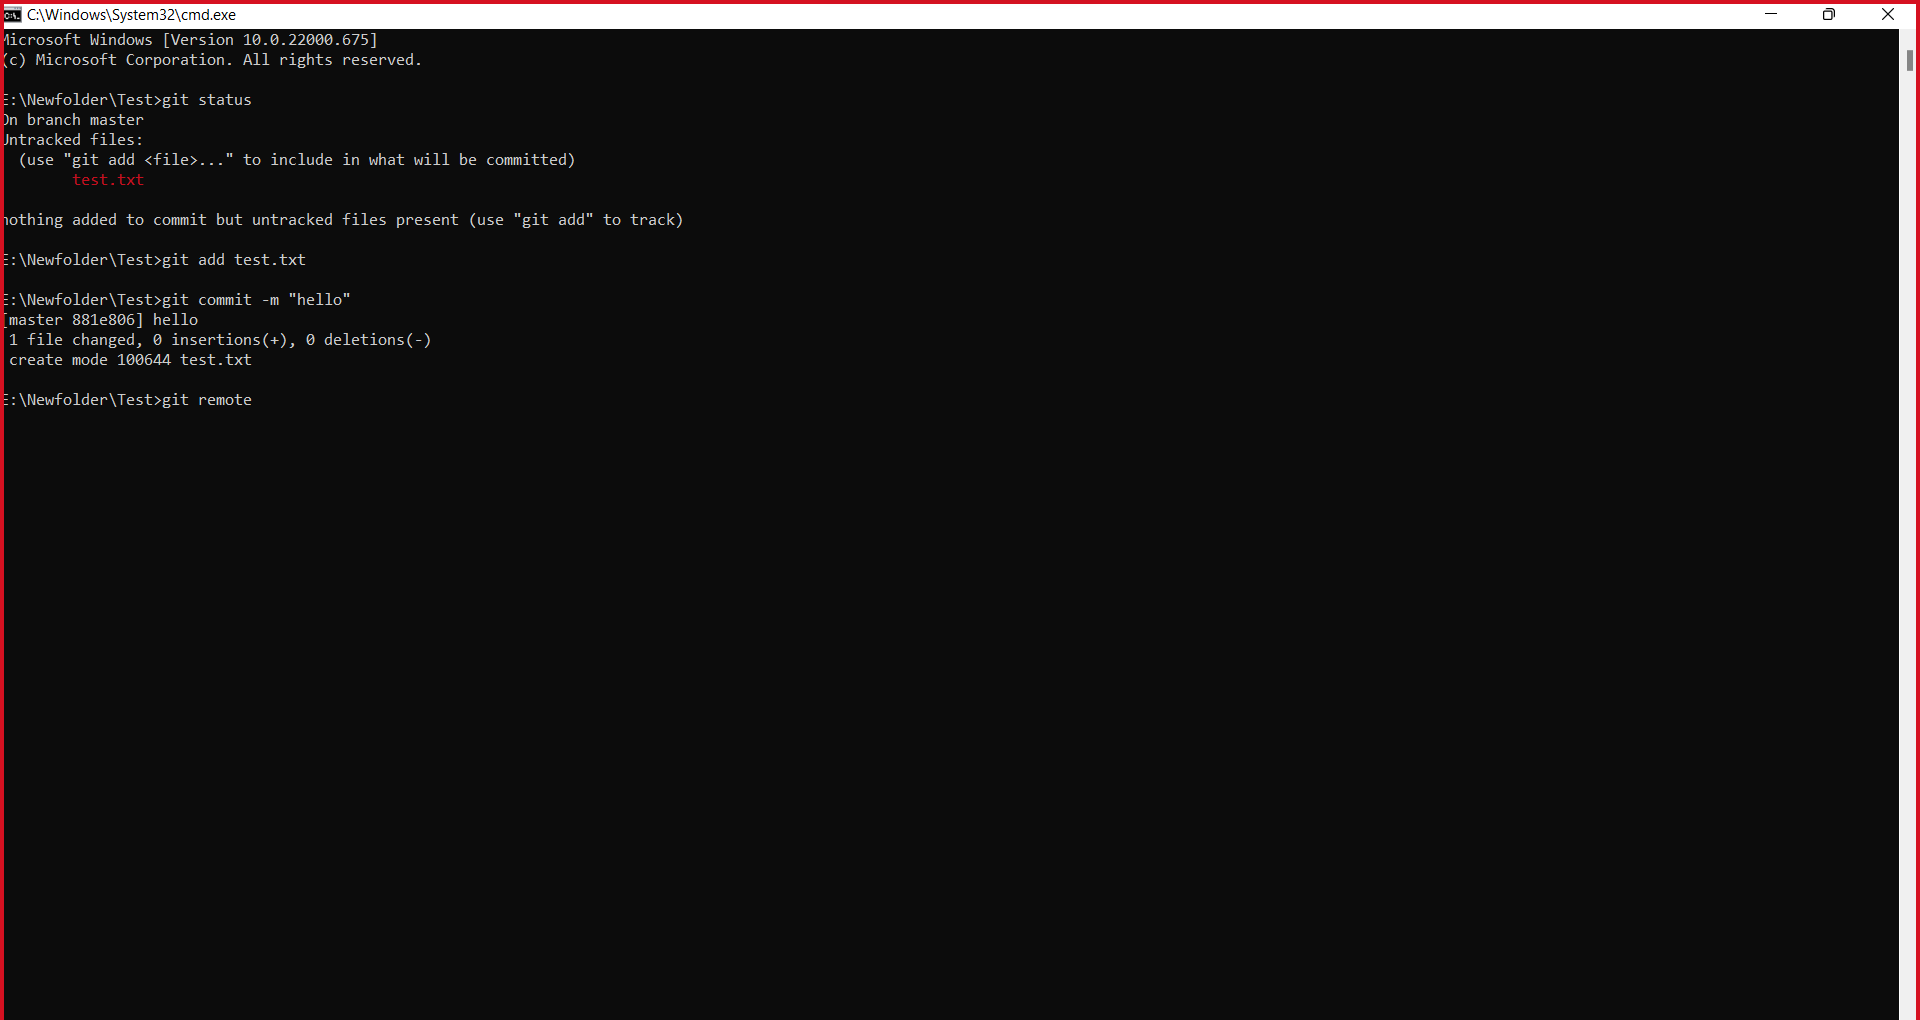 C:\Windows\System32\cmd.exe
Microsoft Windows [Version 10.0.22000.675]
(c) Microsoft Corporation. All rights reserved.
E:\Newfolder\Test>git status
On branch master
Untracked files:
  (use "git add <file>..." to include in what will be committed)
        test.txt
nothing added to commit but untracked files present (use "git add" to track)
E:\Newfolder\Test>git add test.txt
E:\Newfolder\Test>git commit -m "hello"
[master 881e806] hello
 1 file changed, 0 insertions(+), 0 deletions(-)
 create mode 100644 test.txt
E:\Newfolder\Test>git remote